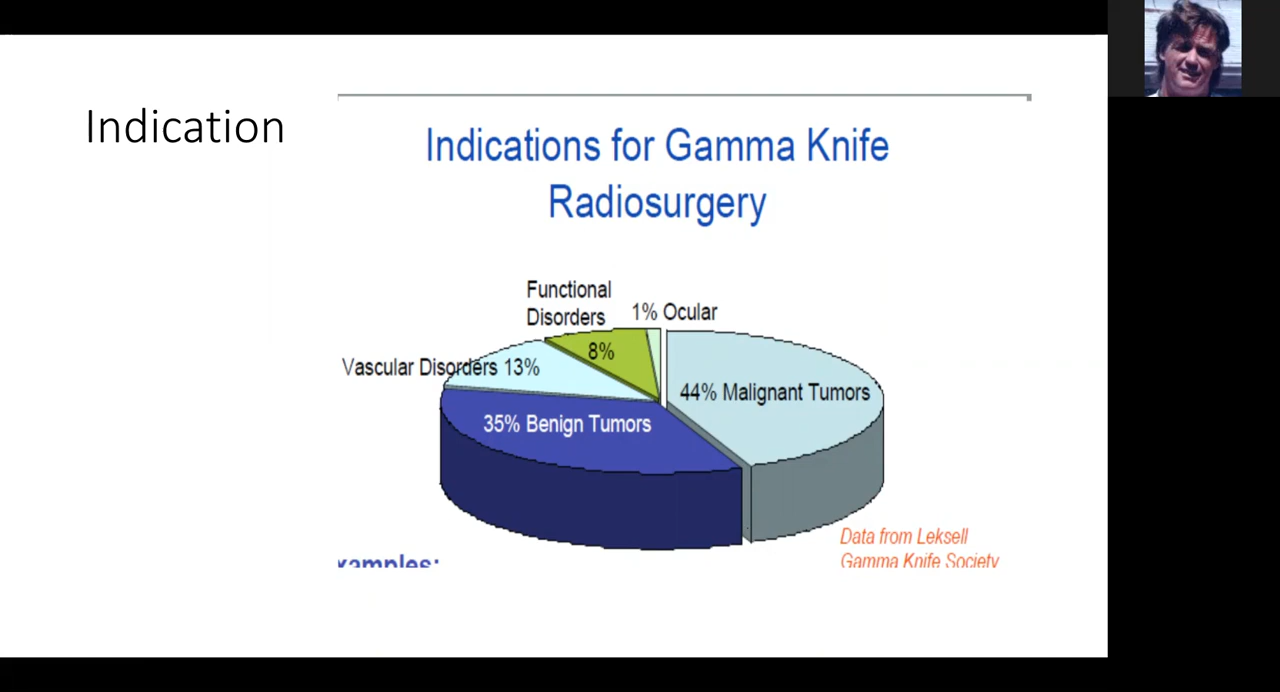 Indication
Indications for Gamma Knife
Radiosurgery
Functional
Disorders
1% Ocular
8%
Vascular Disorders 13%
44% Malignant Tumors
35% Benign Tumors
Data from Leksell
Gamma Knife Society
xamples: